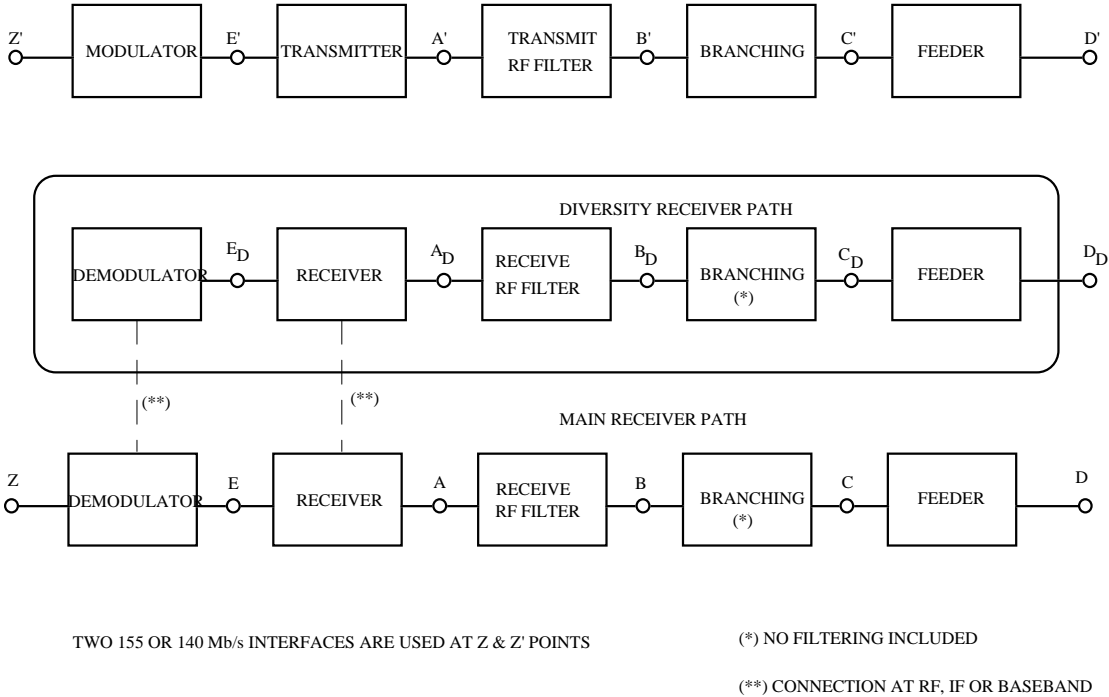 Z' MODULATOR E' TRANSMITTER A' TRANSMIT B' BRANCHING C' FEEDER D'
RF FILTER
DIVERSITY RECEIVER PATH
DEMODULATOR ED RECEIVER AD RECEIVE BD BRANCHING CD FEEDER DD
RF FILTER (*)
(**) (**)
MAIN RECEIVER PATH
Z DEMODULATOR E RECEIVER A RECEIVE B BRANCHING C FEEDER D
RF FILTER (*)
TWO 155 OR 140 Mb/s INTERFACES ARE USED AT Z & Z' POINTS
(*) NO FILTERING INCLUDED
(**) CONNECTION AT RF, IF OR BASEBAND